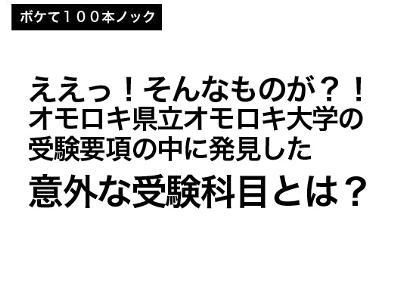 ボケて１００本ノック
ええっ！そんなものが？！
オモロキ県立オモロキ大学の
受験要項の中に発見した
意外な受験科目とは？